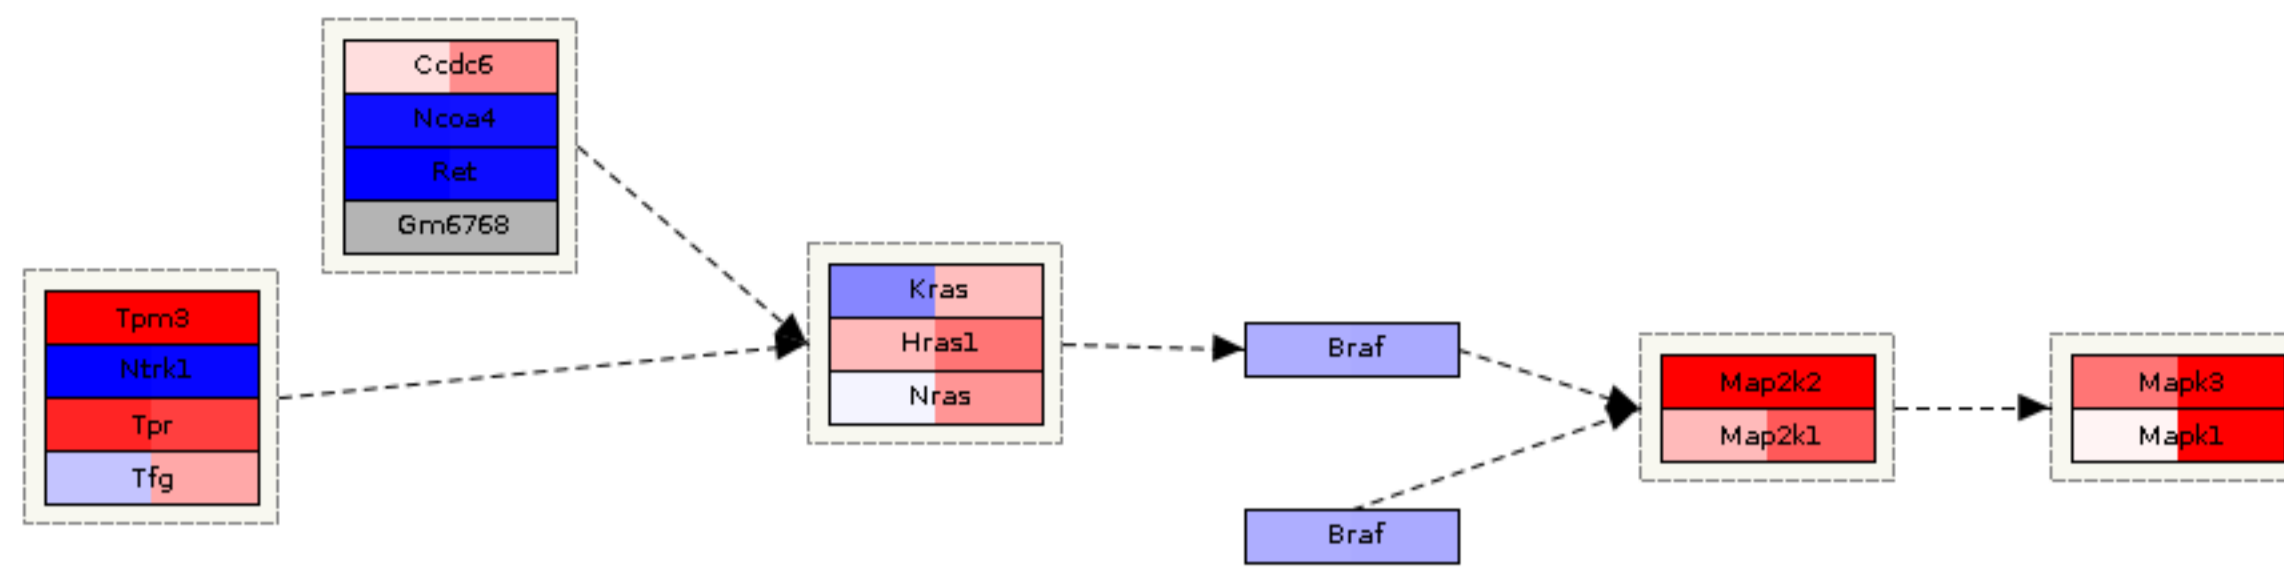 Ccdc6
Ncoa4
Ret
Gm6768
Tpm3
Ntrk1
Tpr
Tfg
Kras
Hras1
Nras
Braf
Braf
Map2k2
Map2k1
Mapk3
Mapk1